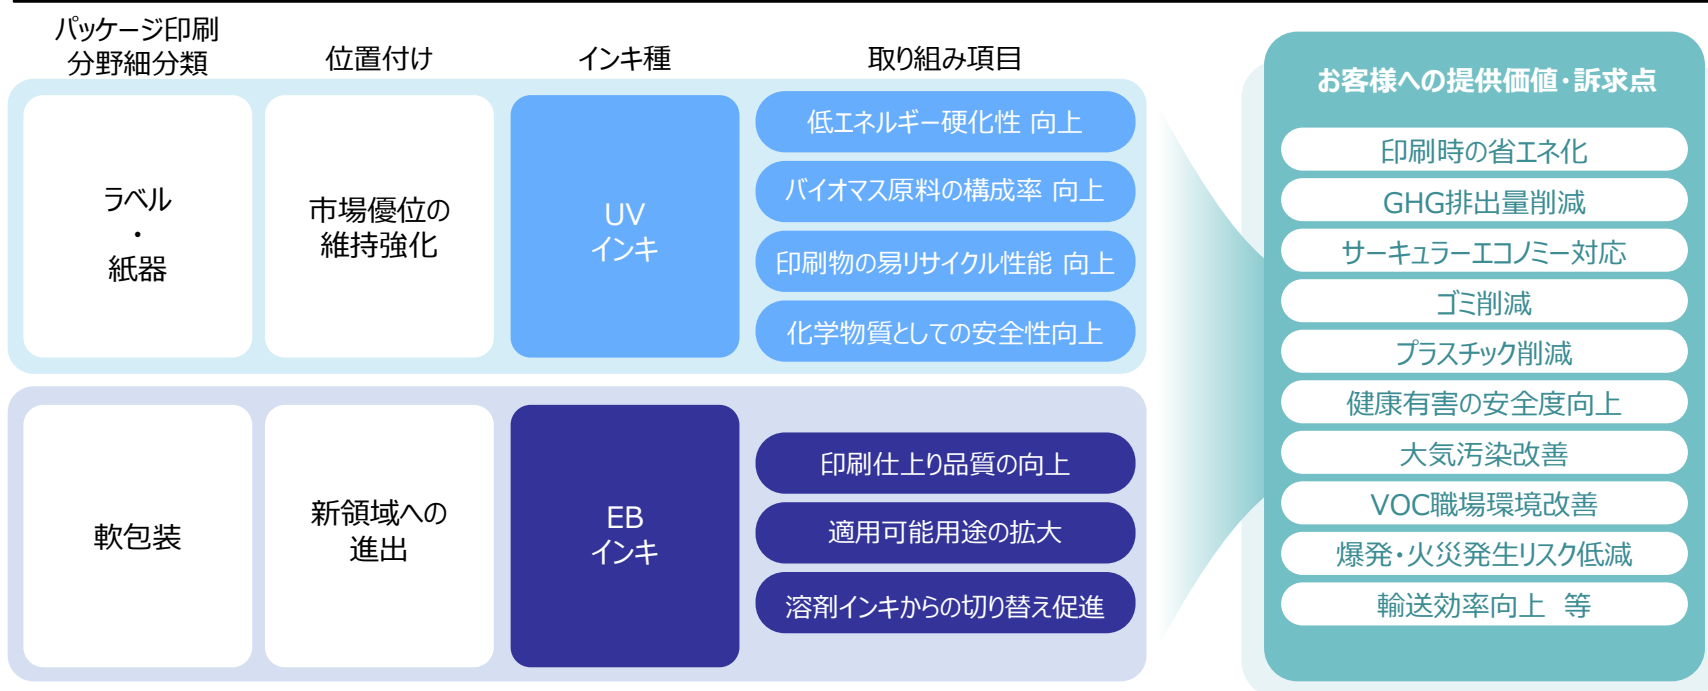 パッケージ印刷
分野細分類
位置付け
インキ種
取り組み項目
ラベル
・
紙器
市場優位の
維持強化
UV
インキ
低エネルギー硬化性 向上
バイオマス原料の構成率 向上
印刷物の易リサイクル性能 向上
化学物質としての安全性向上
軟包装
新領域への
進出
EB
インキ
印刷仕上り品質の向上
適用可能用途の拡大
溶剤インキからの切り替え促進
お客様への提供価値・訴求点
印刷時の省エネ化
GHG排出量削減
サーキュラーエコノミー対応
ゴミ削減
プラスチック削減
健康有害の安全度向上
大気汚染改善
VOC職場環境改善
爆発・火災発生リスク低減
輸送効率向上 等